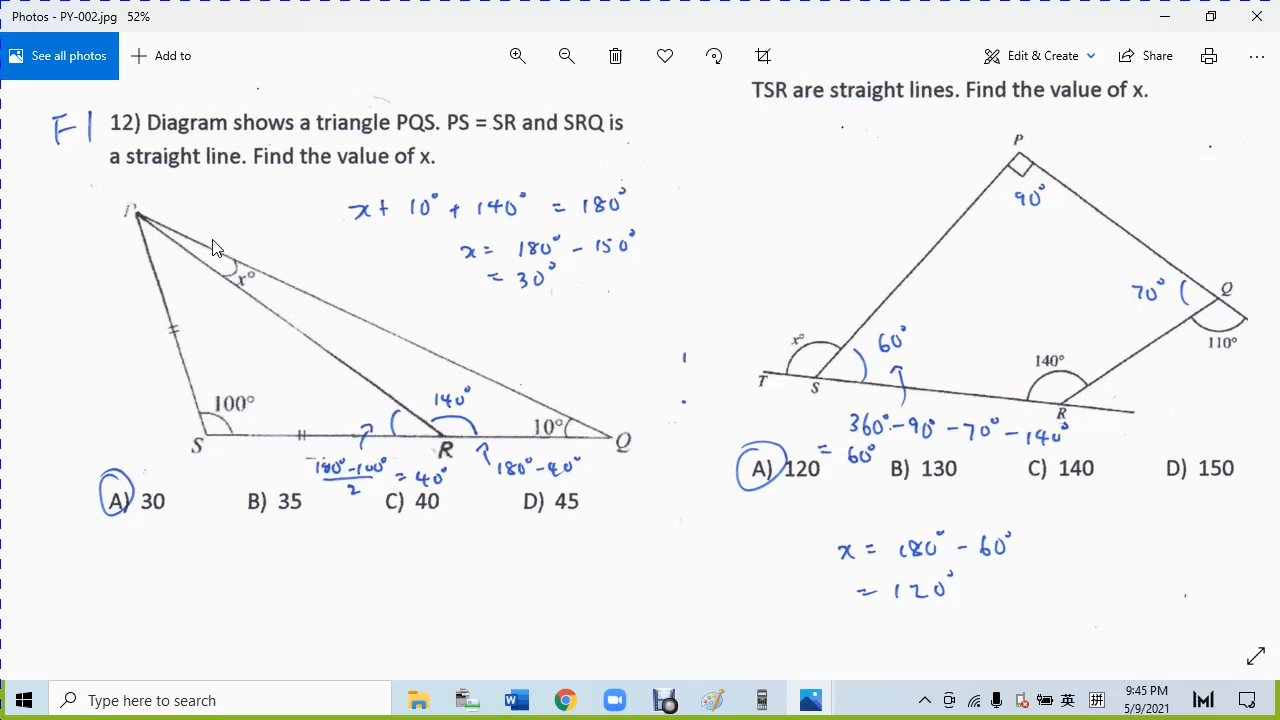 Photos - PY-002.jpg 52%
See all photos
Add to
Edit & Create
Share
F1
12) Diagram shows a triangle PQS. PS = SR and SRQ is
a straight line. Find the value of x.
x + 10° + 140° = 180°
x = 180° - 150°
= 30°
P
x°
100°
S
140°
10°
R
Q
180° - 100°
2
= 40°
180° - 40°
A) 30 B) 35 C) 40 D) 45
TSR are straight lines. Find the value of x.
P
90°
70°
Q
110°
x°
60°
140°
T
S
R
360° - 90° - 70° - 140°
= 60°
A) 120 B) 130 C) 140 D) 150
x = 180° - 60°
= 120°
Type here to search
英
拼
9:45 PM
5/9/2021